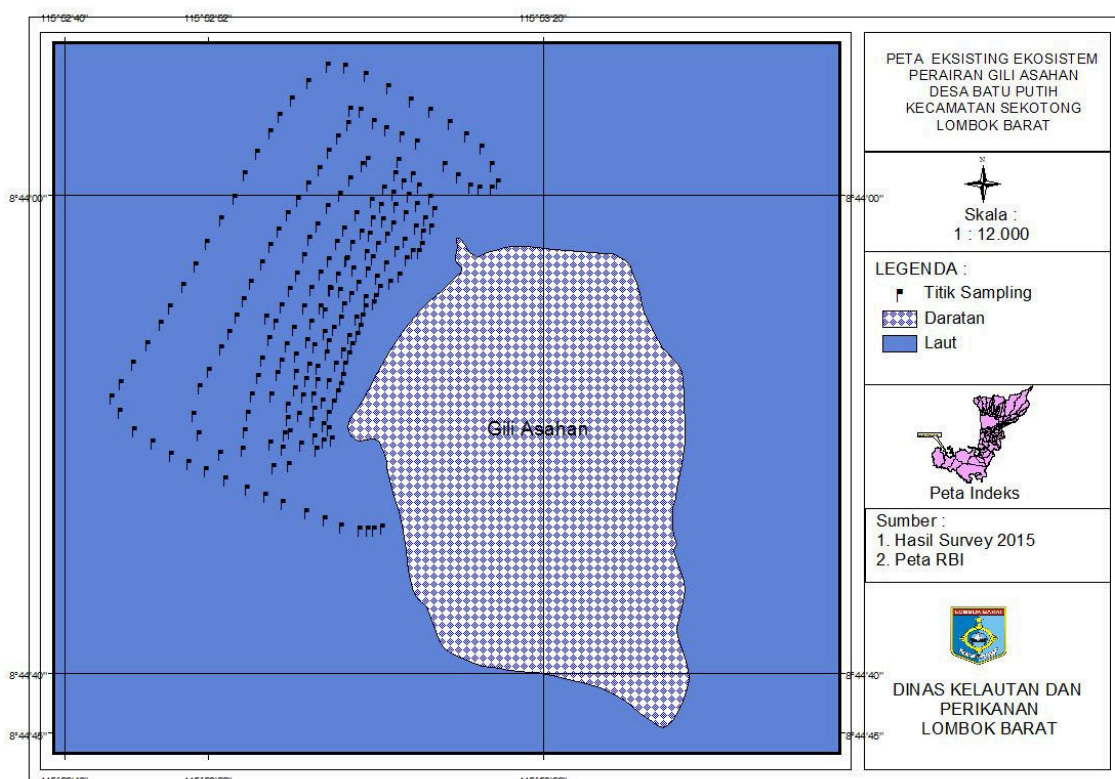 115°52'40"
115°52'52"
115°53'20"
8°44'00"
8°44'00"
8°44'40"
8°44'40"
8°44'45"
8°44'45"
Gili Asahan
PETA EKSISTING EKOSISTEM
PERAIRAN GILI ASAHAN
DESA BATU PUTIH
KECAMATAN SEKOTONG
LOMBOK BARAT
N
Skala :
1 : 12.000
LEGENDA :
Titik Sampling
Daratan
Laut
Peta Indeks
Sumber :
1. Hasil Survey 2015
2. Peta RBI
LOMBOK BARAT
DINAS KELAUTAN DAN
PERIKANAN
LOMBOK BARAT